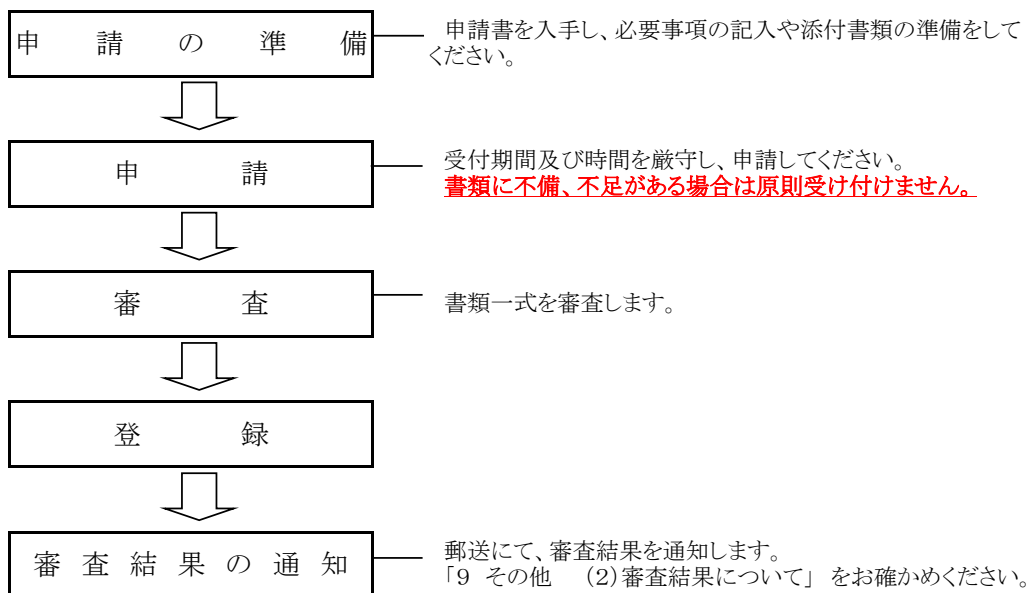 申請の準備
申請書を入手し、必要事項の記入や添付書類の準備をして
ください。
申請
受付期間及び時間を厳守し、申請してください。
書類に不備、不足がある場合は原則受け付けません。
審査
書類一式を審査します。
登録
審査結果の通知
郵送にて、審査結果を通知します。
「9 その他 （2）審査結果について」 をお確かめください。